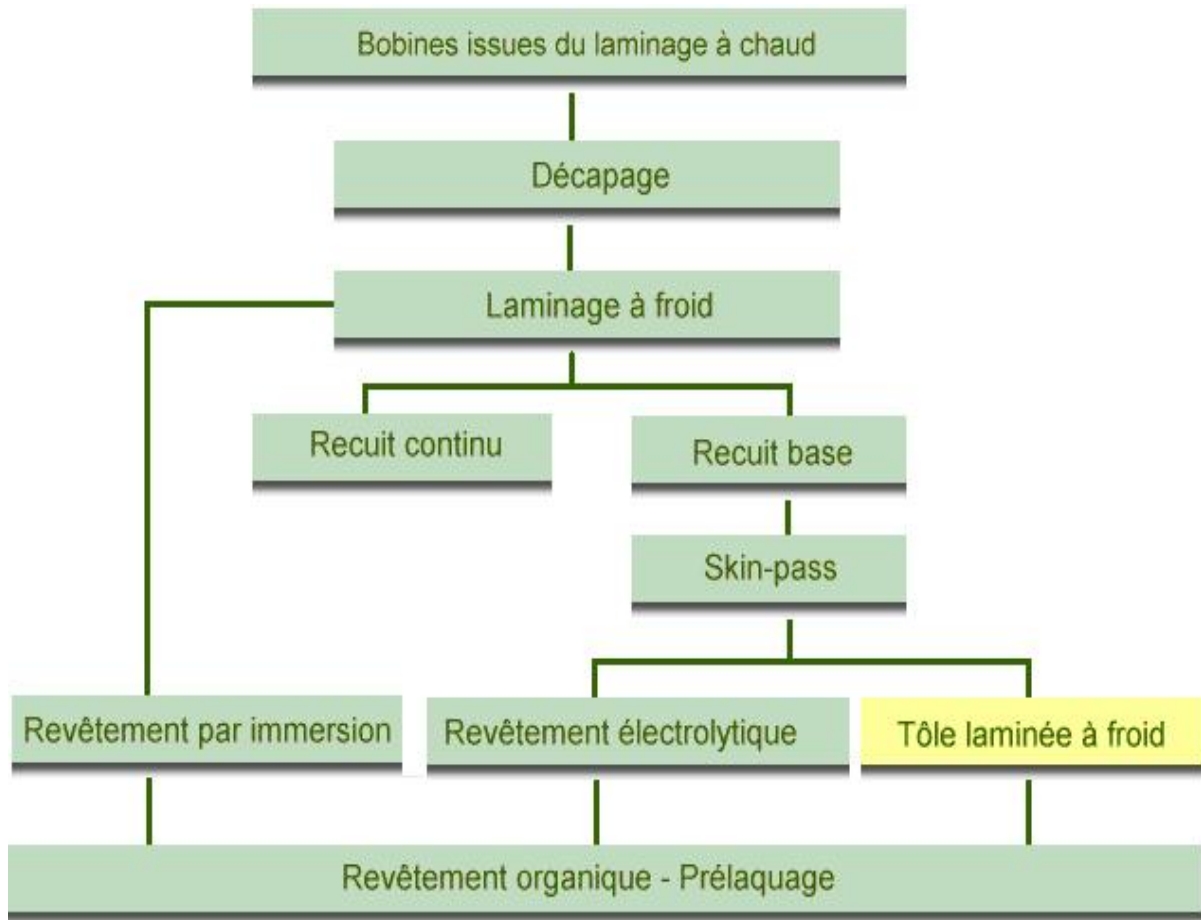 Bobines issues du laminage à chaud
Décapage
Laminage à froid
Recuit continu
Recuit base
Skin-pass
Revêtement par immersion
Revêtement électrolytique
Tôle laminée à froid
Revêtement organique - Prélaquage